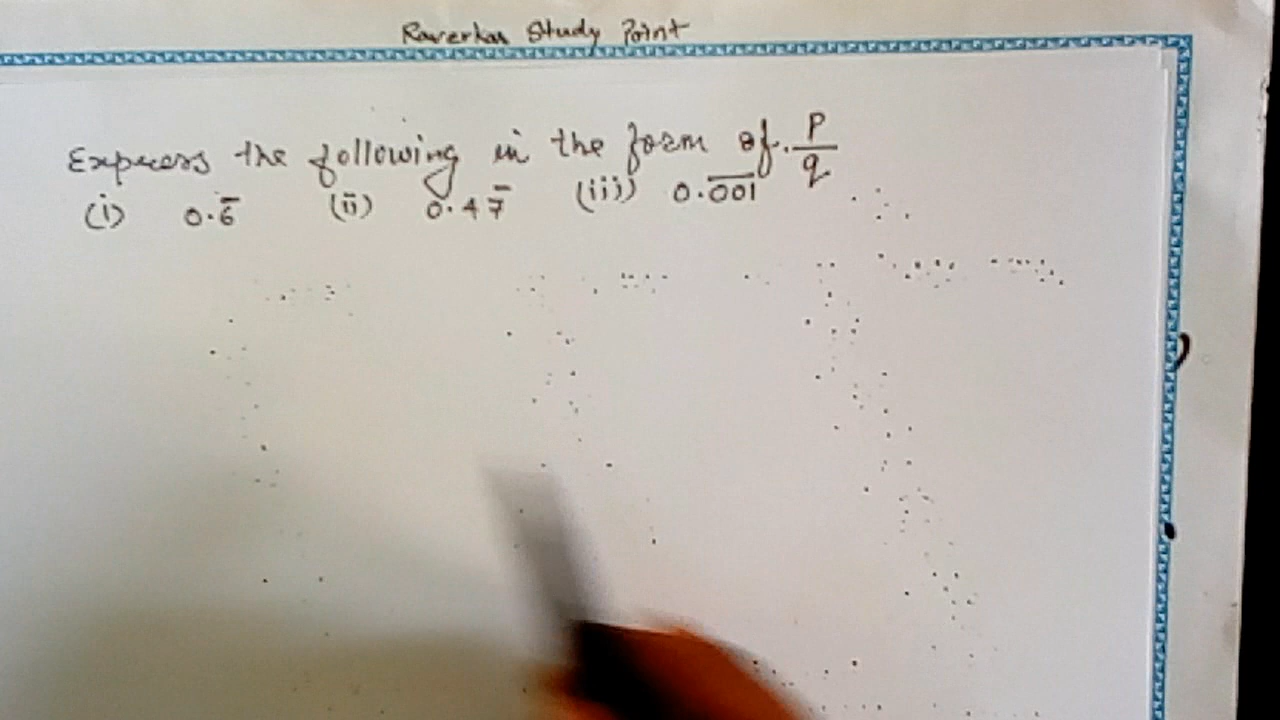 Raverkar Study Point
Express the following in the form of. p/q
(i) 0.6̅ (ii) 0.47̅ (iii) 0.0̅0̅1̅